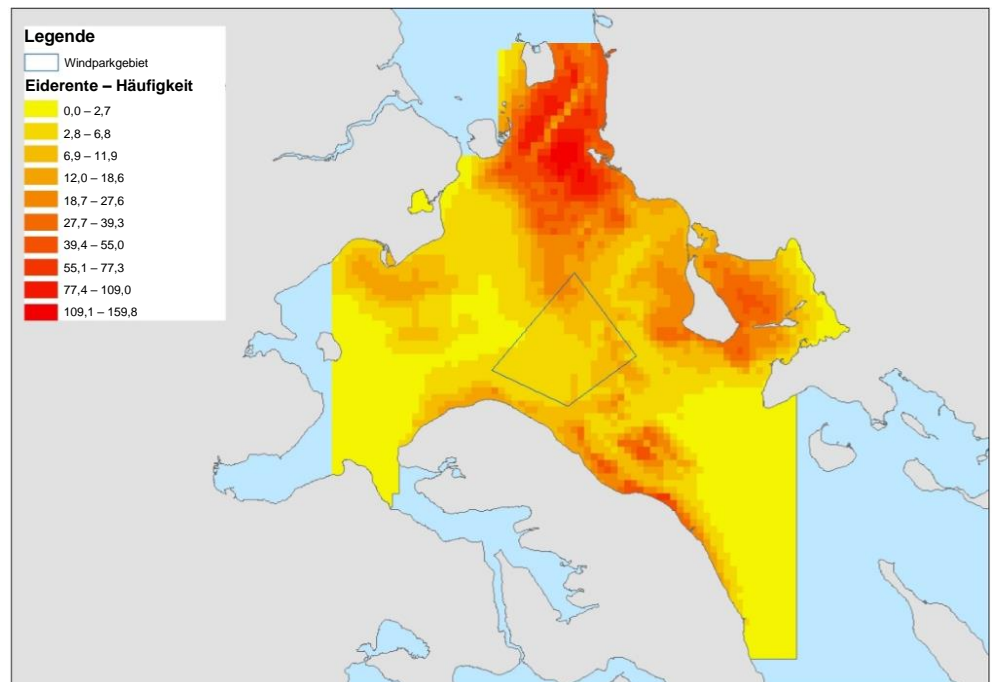 Legende
Windparkgebiet
Eiderente – Häufigkeit
0,0 – 2,7
2,8 – 6,8
6,9 – 11,9
12,0 – 18,6
18,7 – 27,6
27,7 – 39,3
39,4 – 55,0
55,1 – 77,3
77,4 – 109,0
109,1 – 159,8